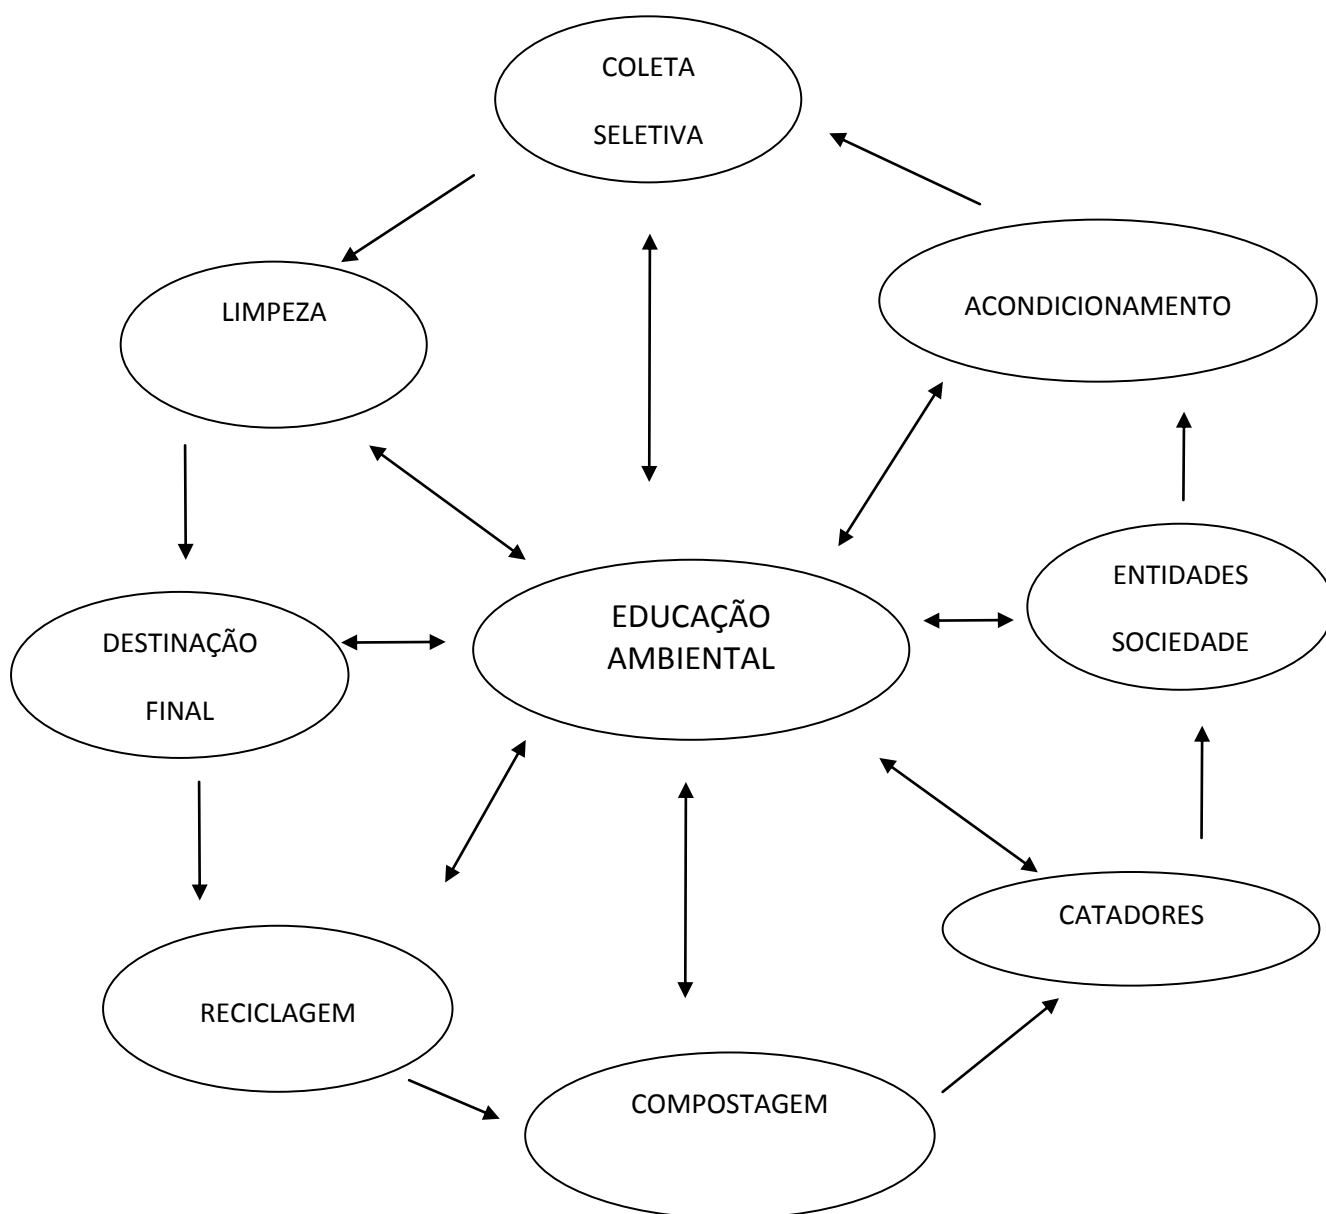 COLETA
SELETIVA
LIMPEZA
ACONDICIONAMENTO
ENTIDADES
SOCIEDADE
EDUCAÇÃO
AMBIENTAL
DESTINAÇÃO
FINAL
CATADORES
RECICLAGEM
COMPOSTAGEM